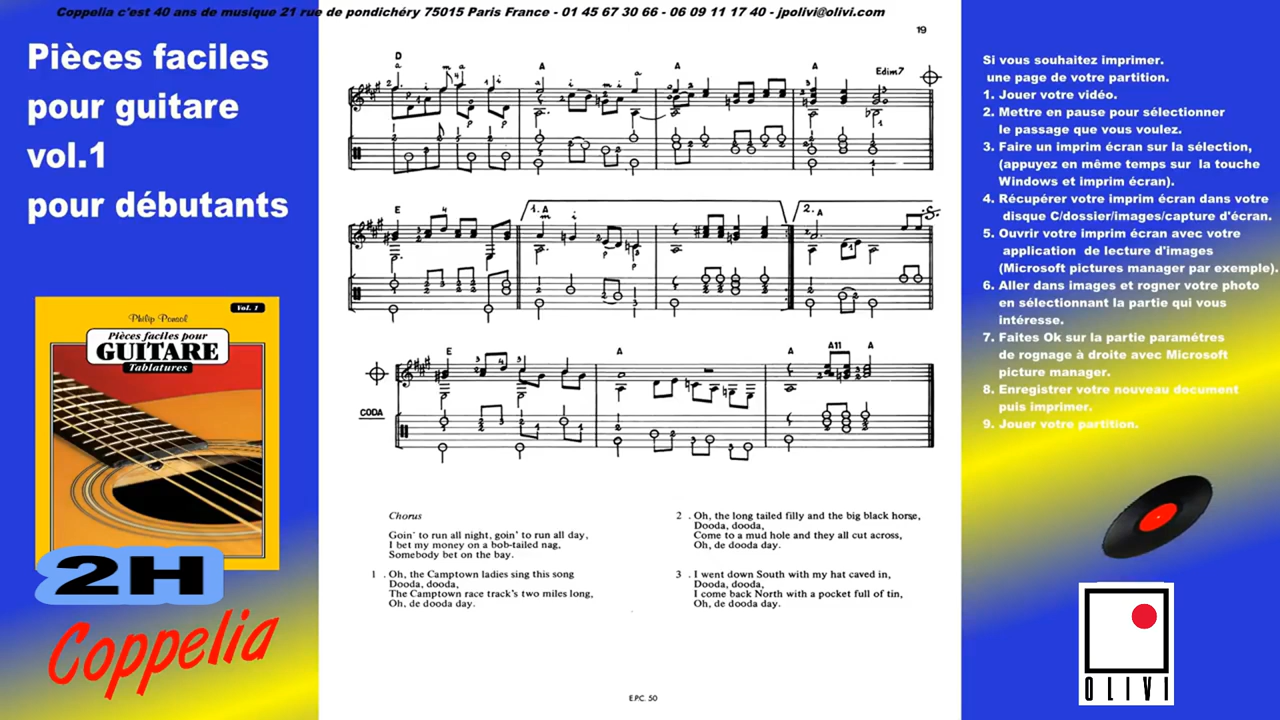 Coppelia c'est 40 ans de musique 21 rue de pondichéry 75015 Paris France - 01 45 67 30 66 - 06 09 11 17 40 - jpolivi@olivi.com
Pièces faciles
pour guitare
vol.1
pour débutants
Vol. 1
Philip Pensol
Pièces faciles pour
GUITARE
Tablatures
2H
Coppelia
19
D
A
A
A
Edim7
E
1. A
2. A
E
A
A
A11
A
CODA
Chorus
Goin' to run all night, goin' to run all day,
I bet my money on a bob-tailed nag,
Somebody bet on the bay.
1 . Oh, the Camptown ladies sing this song
Dooda, dooda,
The Camptown race track's two miles long,
Oh, de dooda day.
2 . Oh, the long tailed filly and the big black horse,
Dooda, dooda,
Come to a mud hole and they all cut across,
Oh, de dooda day.
3 . I went down South with my hat caved in,
Dooda, dooda,
I come back North with a pocket full of tin,
Oh, de dooda day.
E.P.C. 50
Si vous souhaitez imprimer.
une page de votre partition.
1. Jouer votre vidéo.
2. Mettre en pause pour sélectionner
le passage que vous voulez.
3. Faire un imprim écran sur la sélection,
(appuyez en même temps sur la touche
Windows et imprim écran).
4. Récupérer votre imprim écran dans votre
disque C/dossier/images/capture d'écran.
5. Ouvrir votre imprim écran avec votre
application de lecture d'images
(Microsoft pictures manager par exemple).
6. Aller dans images et rogner votre photo
en sélectionnant la partie qui vous
intéresse.
7. Faites Ok sur la partie paramétres
de rognage à droite avec Microsoft
picture manager.
8. Enregistrer votre nouveau document
puis imprimer.
9. Jouer votre partition.
OLIVI